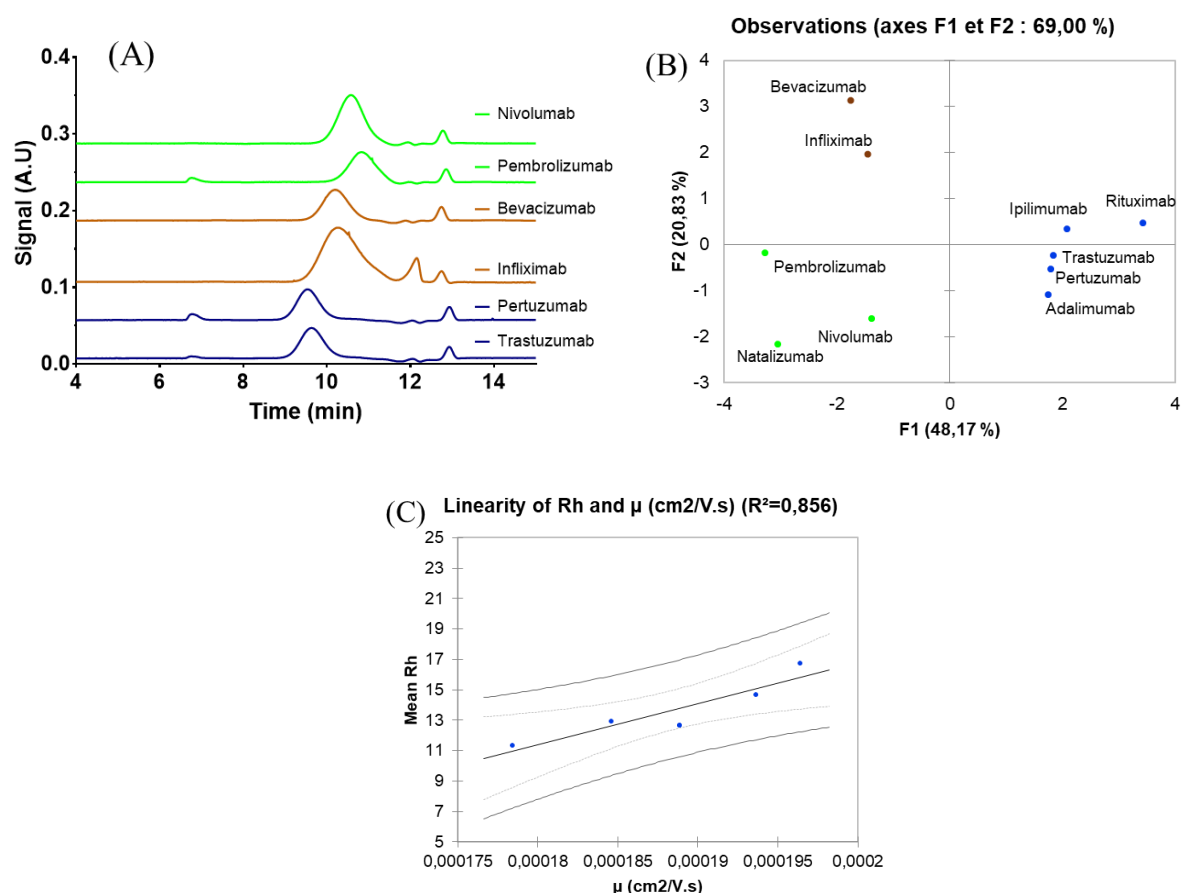 (A)
Signal (A.U)
0.4
0.3
0.2
0.1
0.0
Nivolumab
Pembrolizumab
Bevacizumab
Infliximab
Pertuzumab
Trastuzumab
4 6 8 10 12 14
Time (min)
Observations (axes F1 et F2 : 69,00 %)
(B)
F2 (20,83 %)
4
3
2
1
0
-1
-2
-3
Bevacizumab
Infliximab
Ipilimumab
Rituximab
Pembrolizumab
Trastuzumab
Pertuzumab
Adalimumab
Nivolumab
Natalizumab
-4 -2 0 2 4
F1 (48,17 %)
(C)
Linearity of Rh and µ (cm2/V.s) (R²=0,856)
Mean Rh
25
23
21
19
17
15
13
11
9
7
5
0,000175 0,00018 0,000185 0,00019 0,000195 0,0002
µ (cm2/V.s)